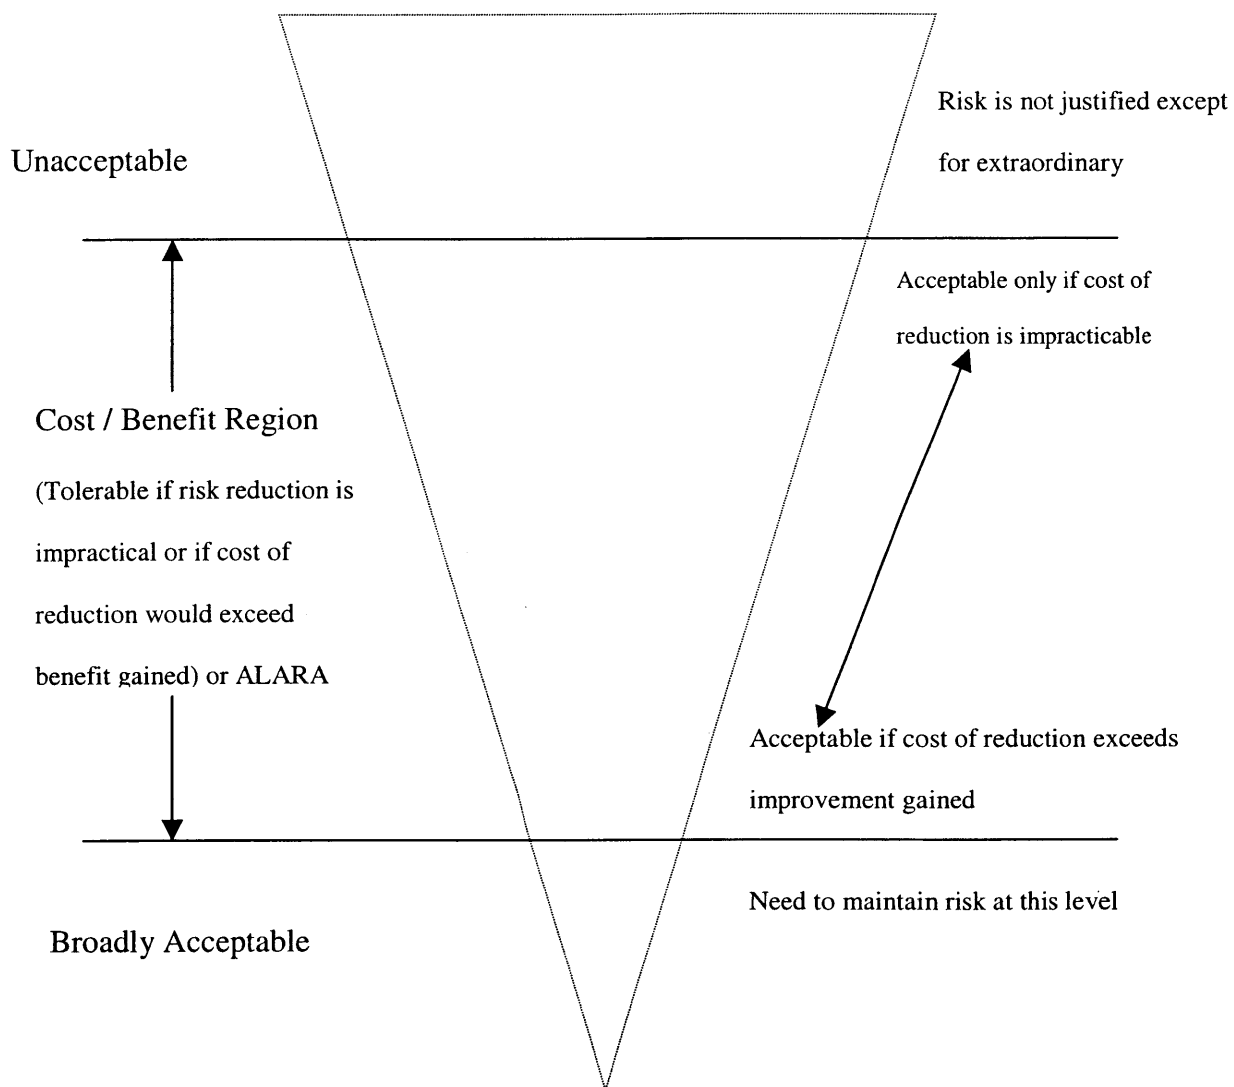 Risk is not justified except
for extraordinary
Unacceptable
Acceptable only if cost of
reduction is impracticable
Cost / Benefit Region
(Tolerable if risk reduction is
impractical or if cost of
reduction would exceed
benefit gained) or ALARA
Acceptable if cost of reduction exceeds
improvement gained
Need to maintain risk at this level
Broadly Acceptable